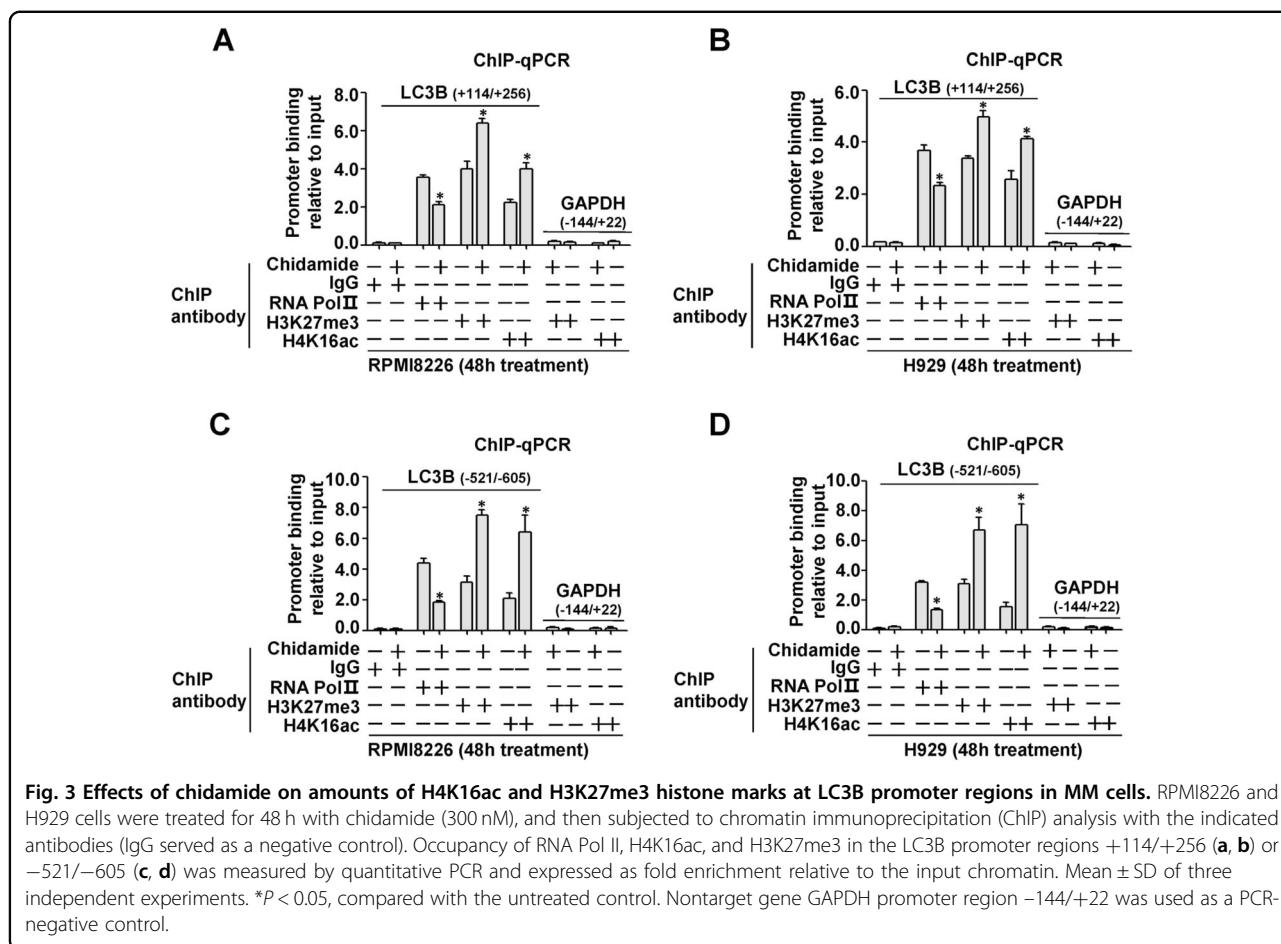 A
ChIP-qPCR
LC3B (+114/+256)
Promoter binding
relative to input
8.0
6.0
4.0
2.0
0.0
*
*
*
GAPDH
(-144/+22)
Chidamide − + − + − + − + + − + −
ChIP
antibody
IgG + + −− −− −− −− −−
RNA PolII −− ++ −− −− −− −−
H3K27me3 −− −− + + −− ++ −−
H4K16ac −− −− −− ++ −− ++
RPMI8226 (48h treatment)
B
ChIP-qPCR
LC3B (+114/+256)
Promoter binding
relative to input
6.0
4.0
2.0
0.0
*
*
*
GAPDH
(-144/+22)
Chidamide − + − + − + − + + − + −
ChIP
antibody
IgG + + −− −− −− −− −−
RNA PolII −− ++ −− −− −− −−
H3K27me3 −− −− + + −− ++ −−
H4K16ac −− −− −− ++ −− ++
H929 (48h treatment)
C
ChIP-qPCR
LC3B (-521/-605)
Promoter binding
relative to input
10.0
8.0
6.0
4.0
2.0
0.0
*
*
*
GAPDH
(-144/+22)
Chidamide − + − + − + − + + − + −
ChIP
antibody
IgG + + −− −− −− −− −−
RNA PolII −− ++ −− −− −− −−
H3K27me3 −− −− + + −− ++ −−
H4K16ac −− −− −− ++ −− ++
RPMI8226 (48h treatment)
D
ChIP-qPCR
LC3B (-521/-605)
Promoter binding
relative to input
10.0
8.0
6.0
4.0
2.0
0.0
*
*
*
GAPDH
(-144/+22)
Chidamide − + − + − + − + + − + −
ChIP
antibody
IgG + + −− −− −− −− −−
RNA PolII −− ++ −− −− −− −−
H3K27me3 −− −− + + −− ++ −−
H4K16ac −− −− −− ++ −− ++
H929 (48h treatment)
Fig. 3 Effects of chidamide on amounts of H4K16ac and H3K27me3 histone marks at LC3B promoter regions in MM cells. RPMI8226 and
H929 cells were treated for 48 h with chidamide (300 nM), and then subjected to chromatin immunoprecipitation (ChIP) analysis with the indicated
antibodies (IgG served as a negative control). Occupancy of RNA Pol II, H4K16ac, and H3K27me3 in the LC3B promoter regions +114/+256 (a, b) or
−521/−605 (c, d) was measured by quantitative PCR and expressed as fold enrichment relative to the input chromatin. Mean ± SD of three
independent experiments. *P < 0.05, compared with the untreated control. Nontarget gene GAPDH promoter region –144/+22 was used as a PCR-
negative control.